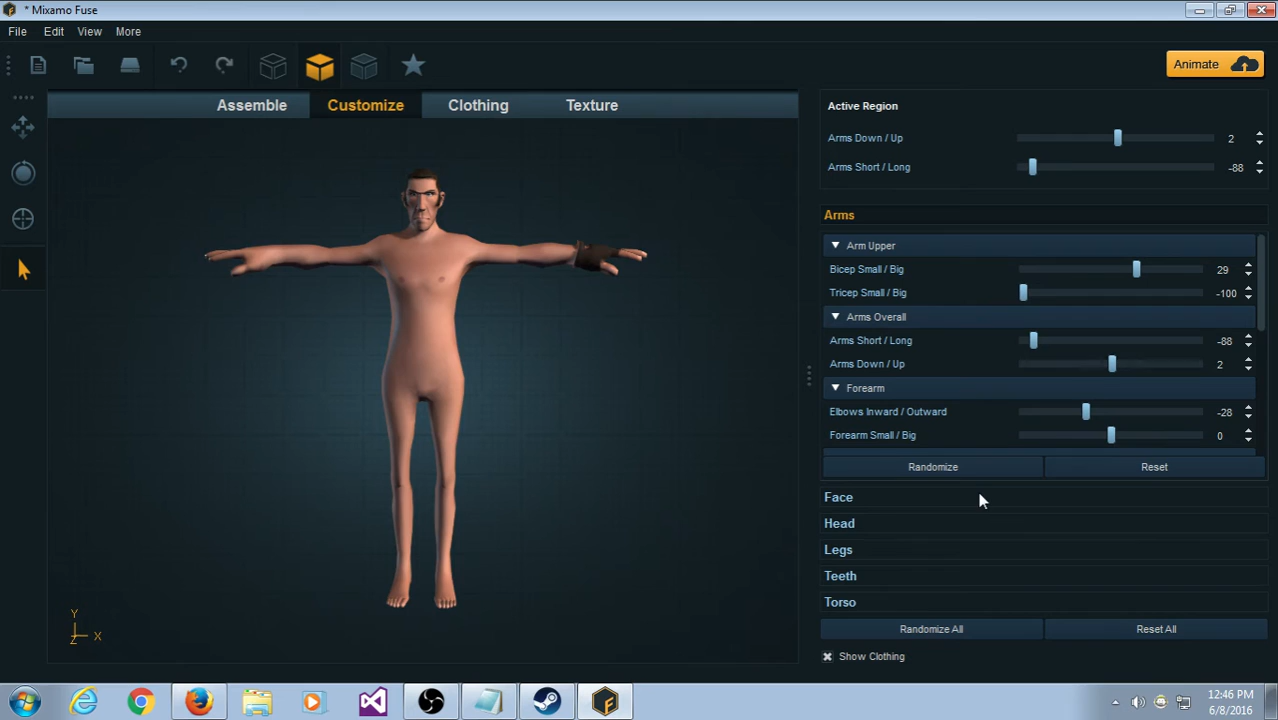 * Mixamo Fuse
File Edit View More
Animate
Assemble Customize Clothing Texture
Active Region
Arms Down / Up 2
Arms Short / Long -88
Arms
Arm Upper
Bicep Small / Big 29
Tricep Small / Big -100
Arms Overall
Arms Short / Long -88
Arms Down / Up 2
Forearm
Elbows Inward / Outward -28
Forearm Small / Big 0
Randomize Reset
Face
Head
Legs
Teeth
Torso
Randomize All Reset All
Show Clothing
Y
Z X
12:46 PM
6/8/2016